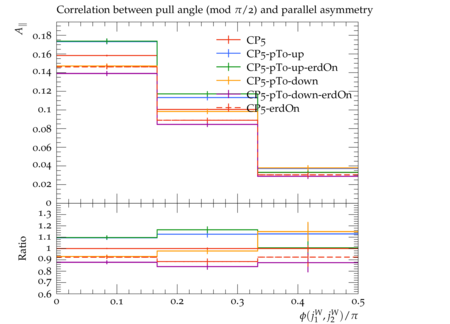 Correlation between pull angle (mod π/2) and parallel asymmetry
A∥
0.18
0.16
0.14
0.12
0.1
0.08
0.06
0.04
0.02
0
CP5
CP5-pTo-up
CP5-pTo-up-erdOn
CP5-pTo-down
CP5-pTo-down-erdOn
CP5-erdOn
Ratio
1.3
1.2
1.1
1
0.9
0.8
0.7
0.6
0
0.1
0.2
0.3
0.4
0.5
ϕ(j₁ᵂ, j₂ᵂ)/π